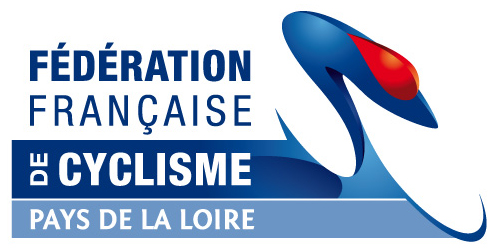 FÉDÉRATION
FRANÇAISE
DE CYCLISME
PAYS DE LA LOIRE